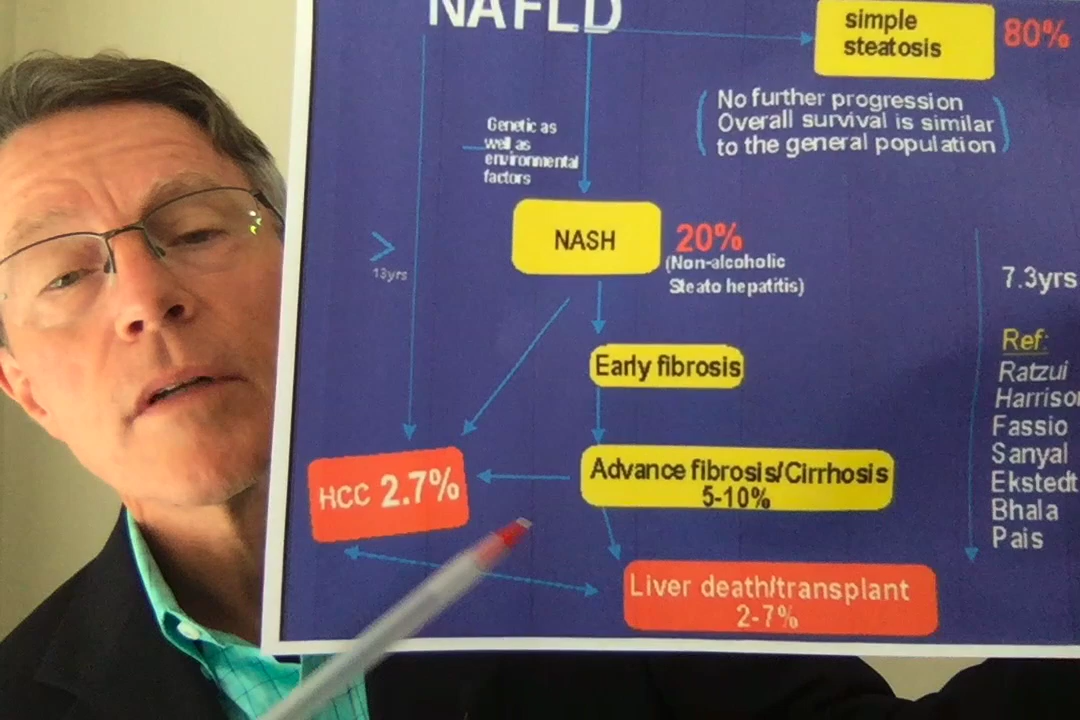 NAFLD
simple
steatosis
80%
No further progression
Overall survival is similar
to the general population
Genetic as
well as
environmental
factors
NASH
20%
(Non-alcoholic
Steato hepatitis)
13yrs
7.3yrs
Early fibrosis
Ref:
Ratzui
Harrison
Fassio
Sanyal
Ekstedt
Bhala
Pais
HCC 2.7%
Advance fibrosis/Cirrhosis
5-10%
Liver death/transplant
2-7%